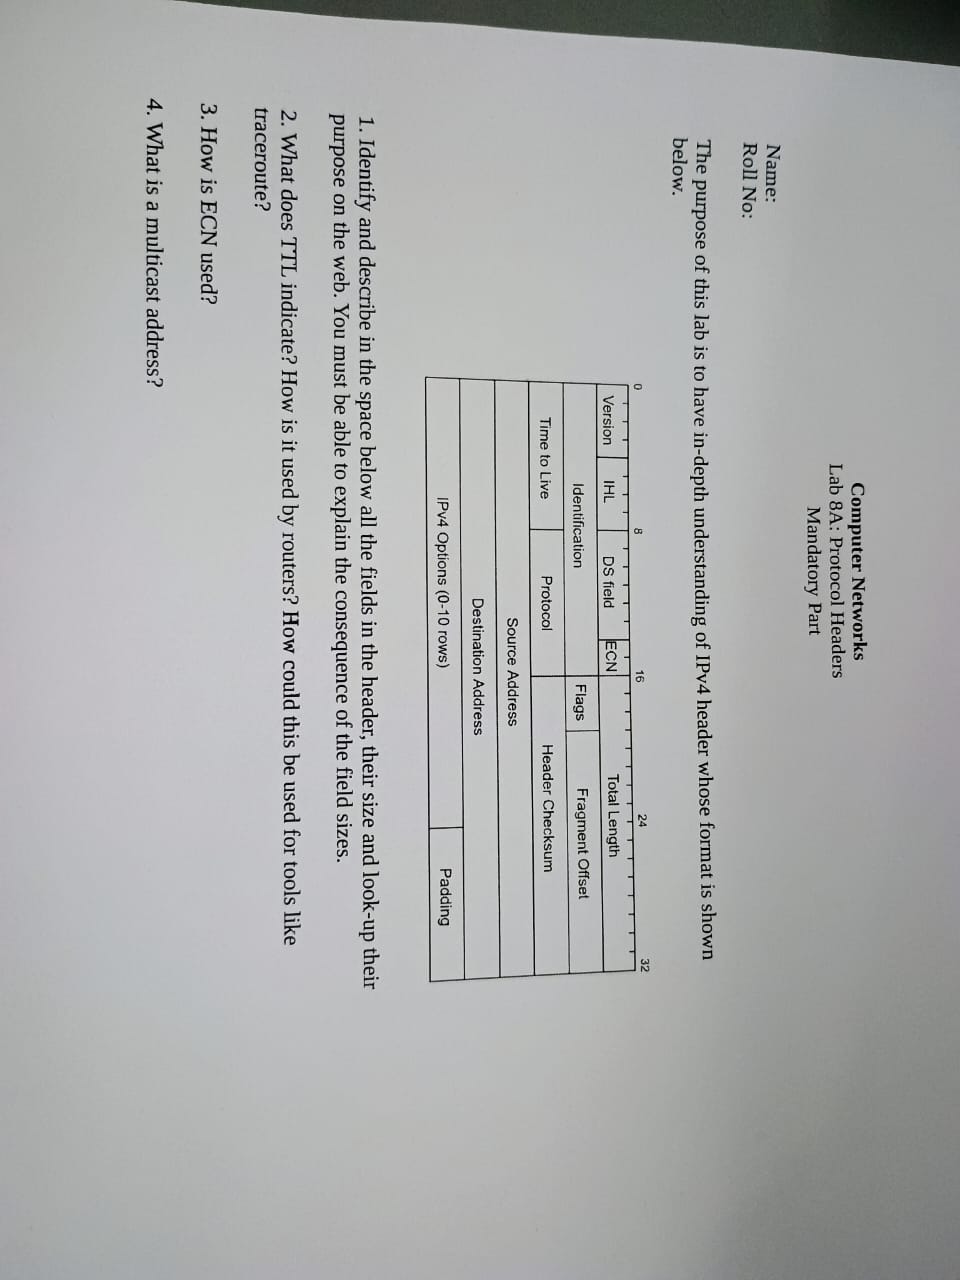 Computer Networks
Lab 8A: Protocol Headers
Mandatory Part
Name:
Roll No:
The purpose of this lab is to have in-depth understanding of IPv4 header whose format is shown
below.
0 8 16 24 32
Version IHL DS field ECN Total Length
Identification Flags Fragment Offset
Time to Live Protocol Header Checksum
Source Address
Destination Address
IPv4 Options (0-10 rows) Padding
1. Identify and describe in the space below all the fields in the header, their size and look-up their
purpose on the web. You must be able to explain the consequence of the field sizes.
2. What does TTL indicate? How is it used by routers? How could this be used for tools like
traceroute?
3. How is ECN used?
4. What is a multicast address?